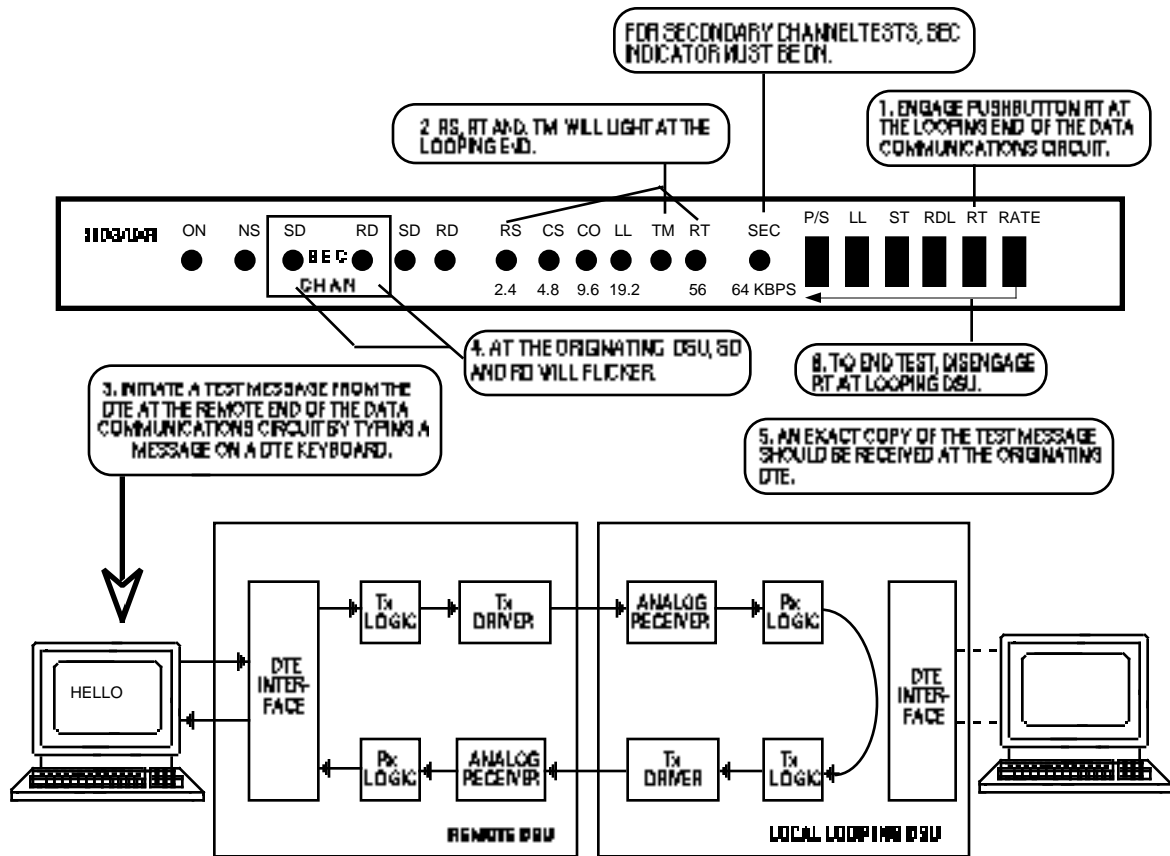 FOR SECONDARY CHANNEL TESTS, SEC
INDICATOR MUST BE ON.
2. RS, RT AND, TM WILL LIGHT AT THE
LOOPING END.
1. ENGAGE PUSHBUTTON RT AT
THE LOOPING END OF THE DATA
COMMUNICATIONS CIRCUIT.
ON NS SD RD SD RD RS CS CO LL TM RT SEC P/S LL ST RDL RT RATE
SEC
CHAN
2.4 4.8 9.6 19.2 56 64 KBPS
4. AT THE ORIGINATING DSU, SD
AND RD WILL FLICKER.
6. TO END TEST, DISENGAGE
RT AT LOOPING DSU.
3. INITIATE A TEST MESSAGE FROM THE
DTE AT THE REMOTE END OF THE DATA
COMMUNICATIONS CIRCUIT BY TYPING A
MESSAGE ON A DTE KEYBOARD.
5. AN EXACT COPY OF THE TEST MESSAGE
SHOULD BE RECEIVED AT THE ORIGINATING
DTE.
HELLO
DTE
INTER-
FACE
Tx
LOGIC
Tx
DRIVER
ANALOG
RECEIVER
Rx
LOGIC
DTE
INTER-
FACE
Rx
LOGIC
ANALOG
RECEIVER
Tx
DRIVER
Tx
LOGIC
REMOTE DSU
LOCAL LOOPING DSU